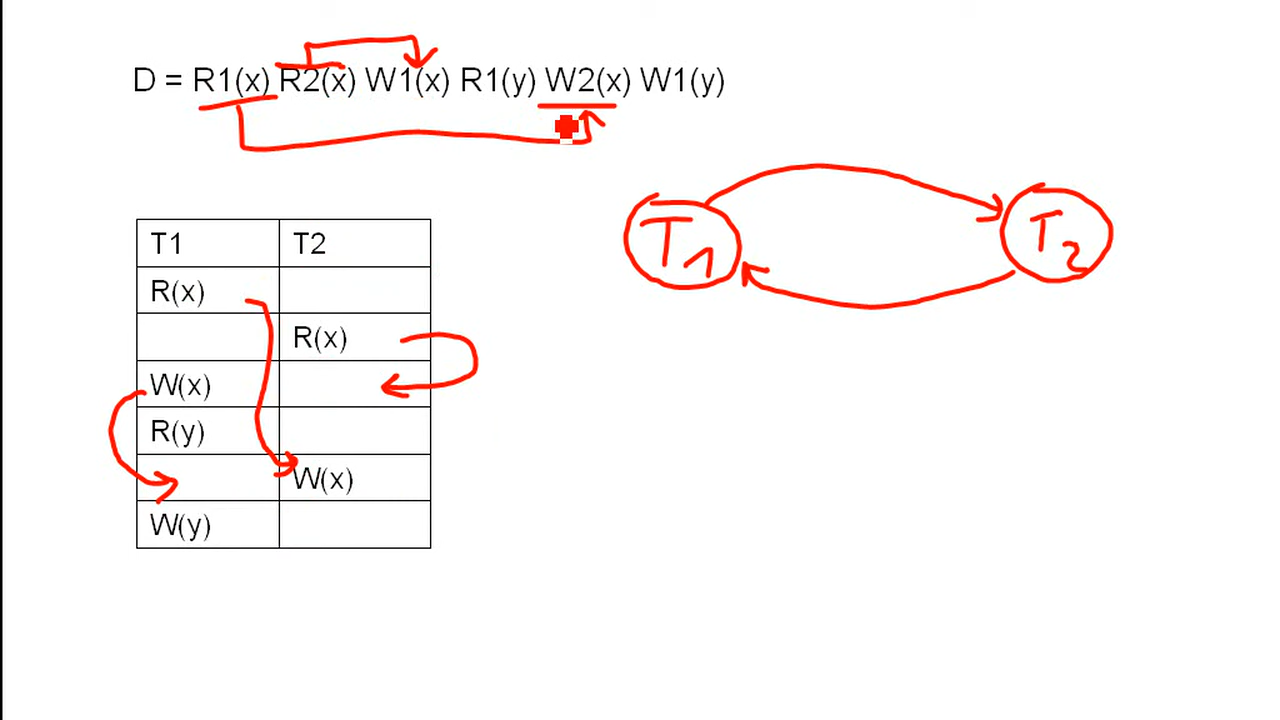 D = R1(x) R2(x) W1(x) R1(y) W2(x) W1(y)
T1 T2
T1 T2
R(x)
R(x)
W(x)
R(y)
W(x)
W(y)